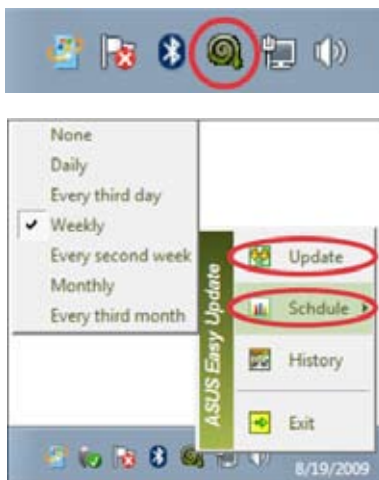 None
Daily
Every third day
Weekly
Every second week
Monthly
Every third month
ASUS Easy Update
Update
Schdule
History
Exit
8/19/2009